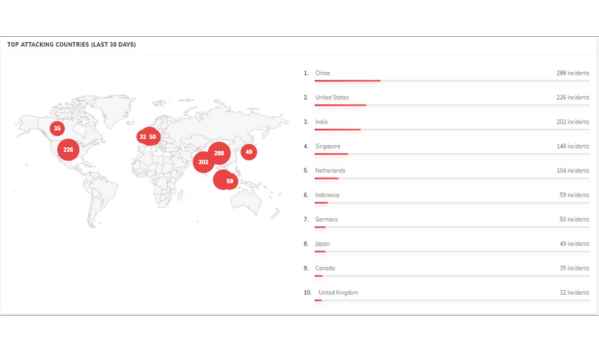 TOP ATTACKING COUNTRIES (LAST 30 DAYS)
35
226
32 50
202
288
49
59
1. China 288 incidents
2. United States 226 incidents
3. India 202 incidents
4. Singapore 148 incidents
5. Netherlands 104 incidents
6. Indonesia 59 incidents
7. Germany 50 incidents
8. Japan 49 incidents
9. Canada 35 incidents
10. United Kingdom 32 incidents